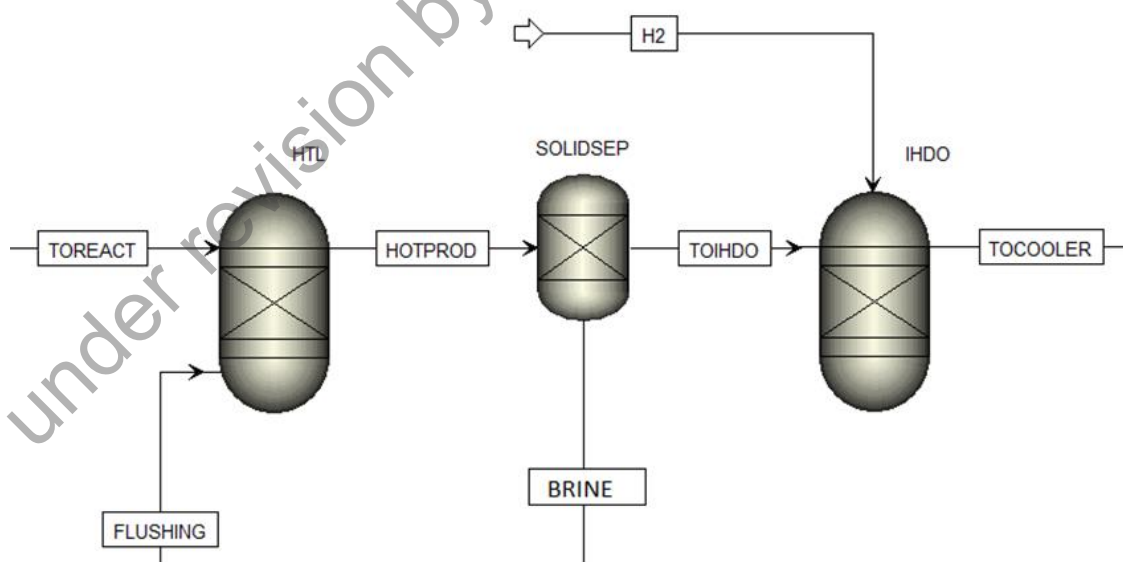 H2
HTL
SOLIDSEP
IHDO
TOREACT
HOTPROD
TOIHDO
TOCOOLER
BRINE
FLUSHING
under revision by